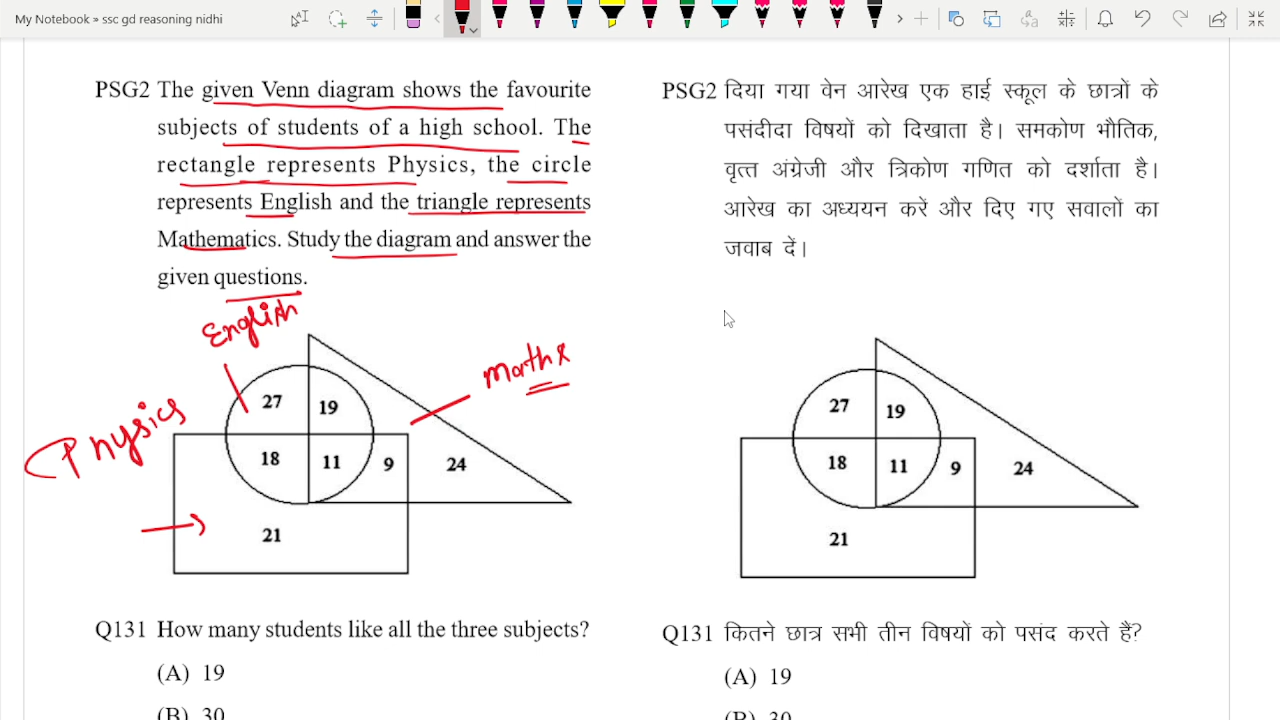 My Notebook » ssc gd reasoning nidhi
PSG2 The given Venn diagram shows the favourite
subjects of students of a high school. The
rectangle represents Physics, the circle
represents English and the triangle represents
Mathematics. Study the diagram and answer the
given questions.
English
Maths
Physics
27
19
18
11
9
24
21
Q131 How many students like all the three subjects?
(A) 19
(B) 30
PSG2 दिया गया वेन आरेख एक हाई स्कूल के छात्रों के
पसंदीदा विषयों को दिखाता है। समकोण भौतिक,
वृत्त अंग्रेजी और त्रिकोण गणित को दर्शाता है।
आरेख का अध्ययन करें और दिए गए सवालों का
जवाब दें।
27
19
18
11
9
24
21
Q131 कितने छात्र सभी तीन विषयों को पसंद करते हैं?
(A) 19
(B) 30